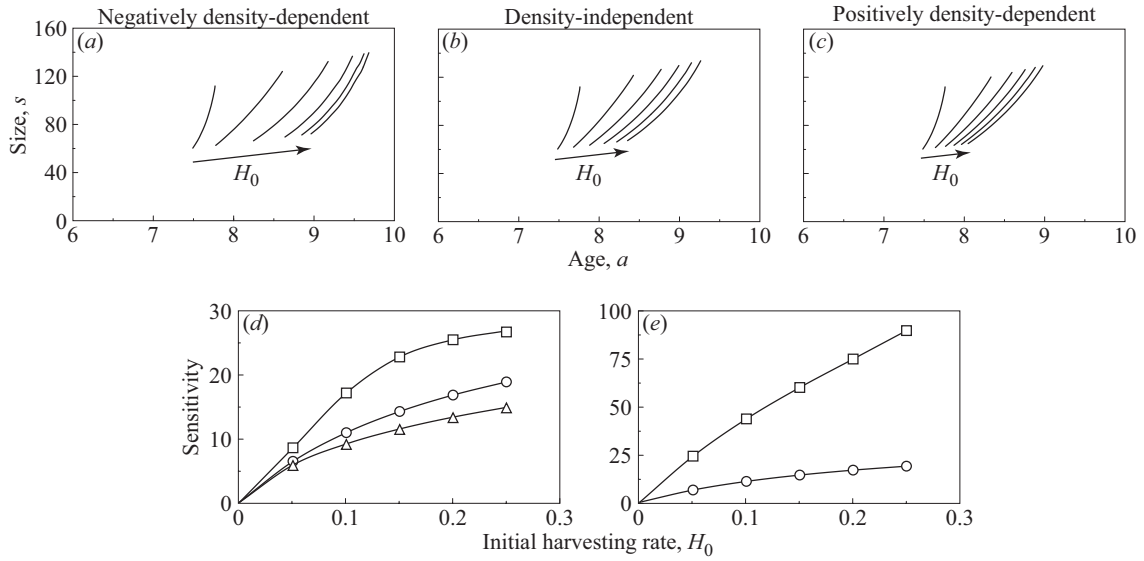 Negatively density-dependent
Density-independent
Positively density-dependent
(a)
(b)
(c)
160
120
80
40
0
Size, s
H0
H0
H0
6 7 8 9 10
6 7 8 9 10
6 7 8 9 10
Age, a
(d)
(e)
30
20
10
0
Sensitivity
100
75
50
25
0
0 0.1 0.2 0.3
0 0.1 0.2 0.3
Initial harvesting rate, H0